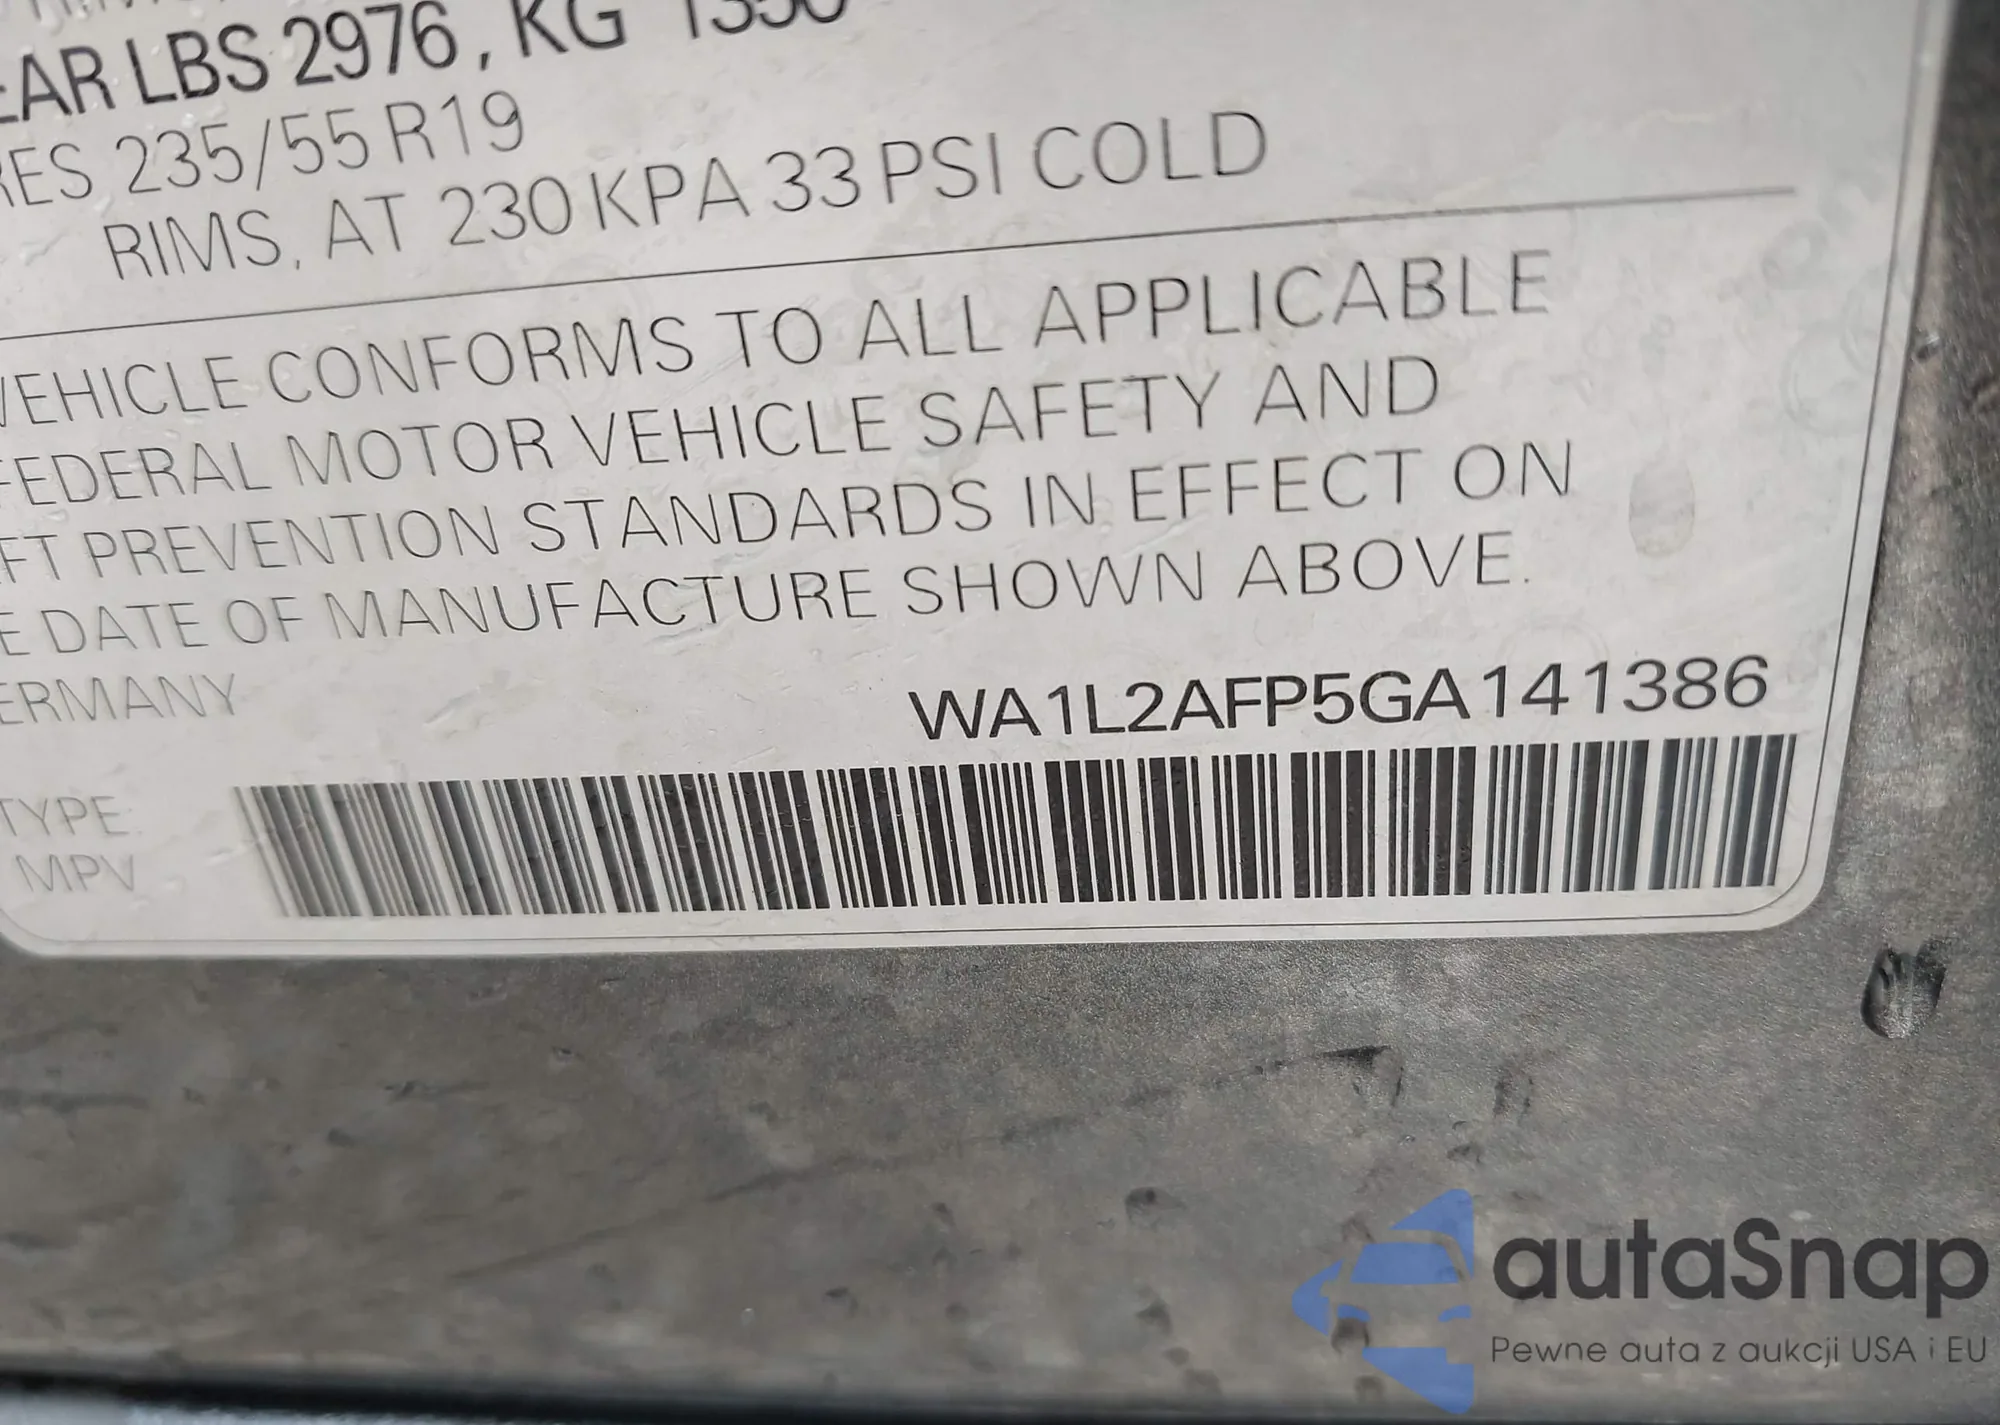 EAR LBS 2976, KG 1350
RES 235/55 R19
RIMS, AT 230 KPA 33 PSI COLD
VEHICLE CONFORMS TO ALL APPLICABLE
FEDERAL MOTOR VEHICLE SAFETY AND
FT PREVENTION STANDARDS IN EFFECT ON
E DATE OF MANUFACTURE SHOWN ABOVE.
ERMANY
WA1L2AFP5GA141386
TYPE:
MPV
autaSnap
Pewne auta z aukcji USA i EU